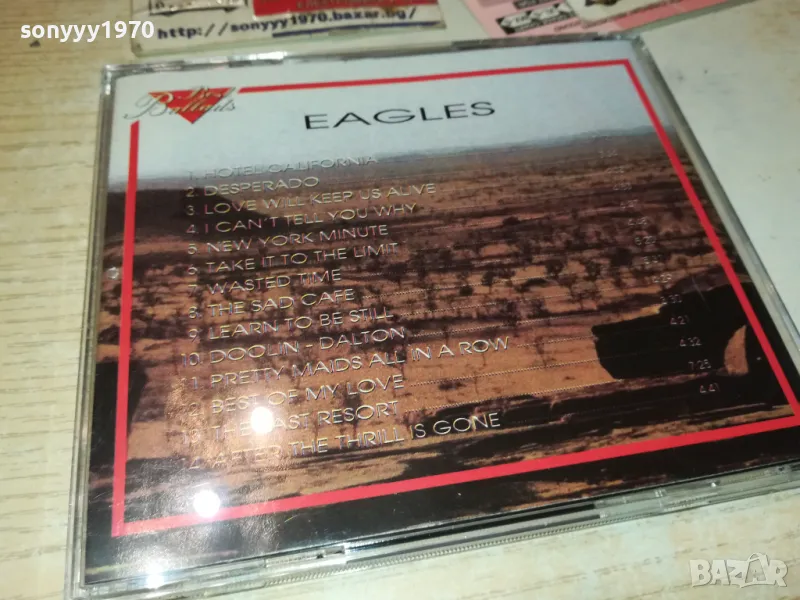 sonyyy1970
http://sonyyy1970.bazar.bg/
Best
Ballads
EAGLES
1. HOTEL CALIFORNIA
2. DESPERADO
3. LOVE WILL KEEP US ALIVE
4. I CAN'T TELL YOU WHY
5. NEW YORK MINUTE
6. TAKE IT TO THE LIMIT
7. WASTED TIME
8. THE SAD CAFE
9. LEARN TO BE STILL
10. DOOLIN - DALTON
11. PRETTY MAIDS ALL IN A ROW 4:21
BEST OF MY LOVE 4:32
THE LAST RESORT 7:25
AFTER THE THRILL IS GONE 4:41
BAZAR